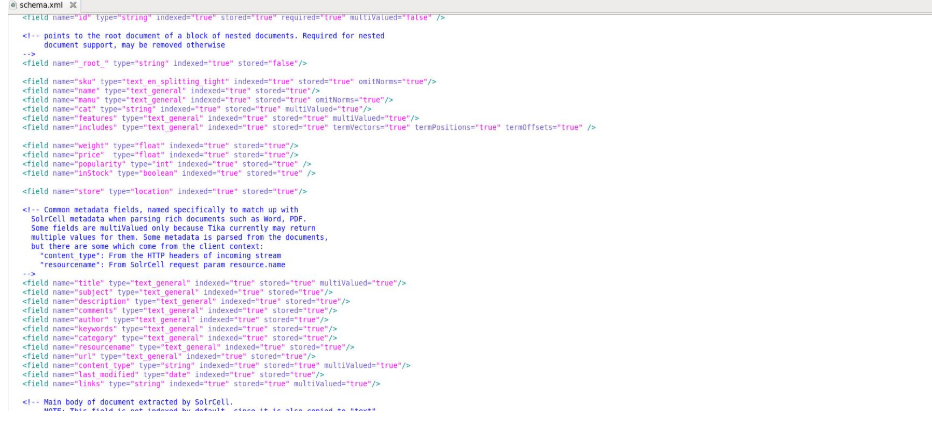 schema.xml
<field name="id" type="string" indexed="true" stored="true" required="true" multiValued="false" />
<!-- points to the root document of a block of nested documents. Required for nested
document support, may be removed otherwise
-->
<field name="_root_" type="string" indexed="true" stored="false"/>
<field name="sku" type="text_en_splitting_tight" indexed="true" stored="true" omitNorms="true"/>
<field name="name" type="text_general" indexed="true" stored="true"/>
<field name="manu" type="text_general" indexed="true" stored="true" omitNorms="true"/>
<field name="cat" type="string" indexed="true" stored="true" multiValued="true"/>
<field name="features" type="text_general" indexed="true" stored="true" multiValued="true"/>
<field name="includes" type="text_general" indexed="true" stored="true" termVectors="true" termPositions="true" termOffsets="true" />
<field name="weight" type="float" indexed="true" stored="true"/>
<field name="price"  type="float" indexed="true" stored="true"/>
<field name="popularity" type="int" indexed="true" stored="true" />
<field name="inStock" type="boolean" indexed="true" stored="true" />
<field name="store" type="location" indexed="true" stored="true"/>
<!-- Common metadata fields, named specifically to match up with
SolrCell metadata when parsing rich documents such as Word, PDF.
Some fields are multiValued only because Tika currently may return
multiple values for them. Some metadata is parsed from the documents,
but there are some which come from the client context:
"content_type": From the HTTP headers of incoming stream
"resourcename": From SolrCell request param resource.name
-->
<field name="title" type="text_general" indexed="true" stored="true" multiValued="true"/>
<field name="subject" type="text_general" indexed="true" stored="true"/>
<field name="description" type="text_general" indexed="true" stored="true"/>
<field name="comments" type="text_general" indexed="true" stored="true"/>
<field name="author" type="text_general" indexed="true" stored="true"/>
<field name="keywords" type="text_general" indexed="true" stored="true"/>
<field name="category" type="text_general" indexed="true" stored="true"/>
<field name="resourcename" type="text_general" indexed="true" stored="true"/>
<field name="url" type="text_general" indexed="true" stored="true"/>
<field name="content_type" type="string" indexed="true" stored="true" multiValued="true"/>
<field name="last_modified" type="date" indexed="true" stored="true"/>
<field name="links" type="string" indexed="true" stored="true" multiValued="true"/>
<!-- Main body of document extracted by SolrCell.
NOTE: This field is not indexed by default, since it is also copied to "text"